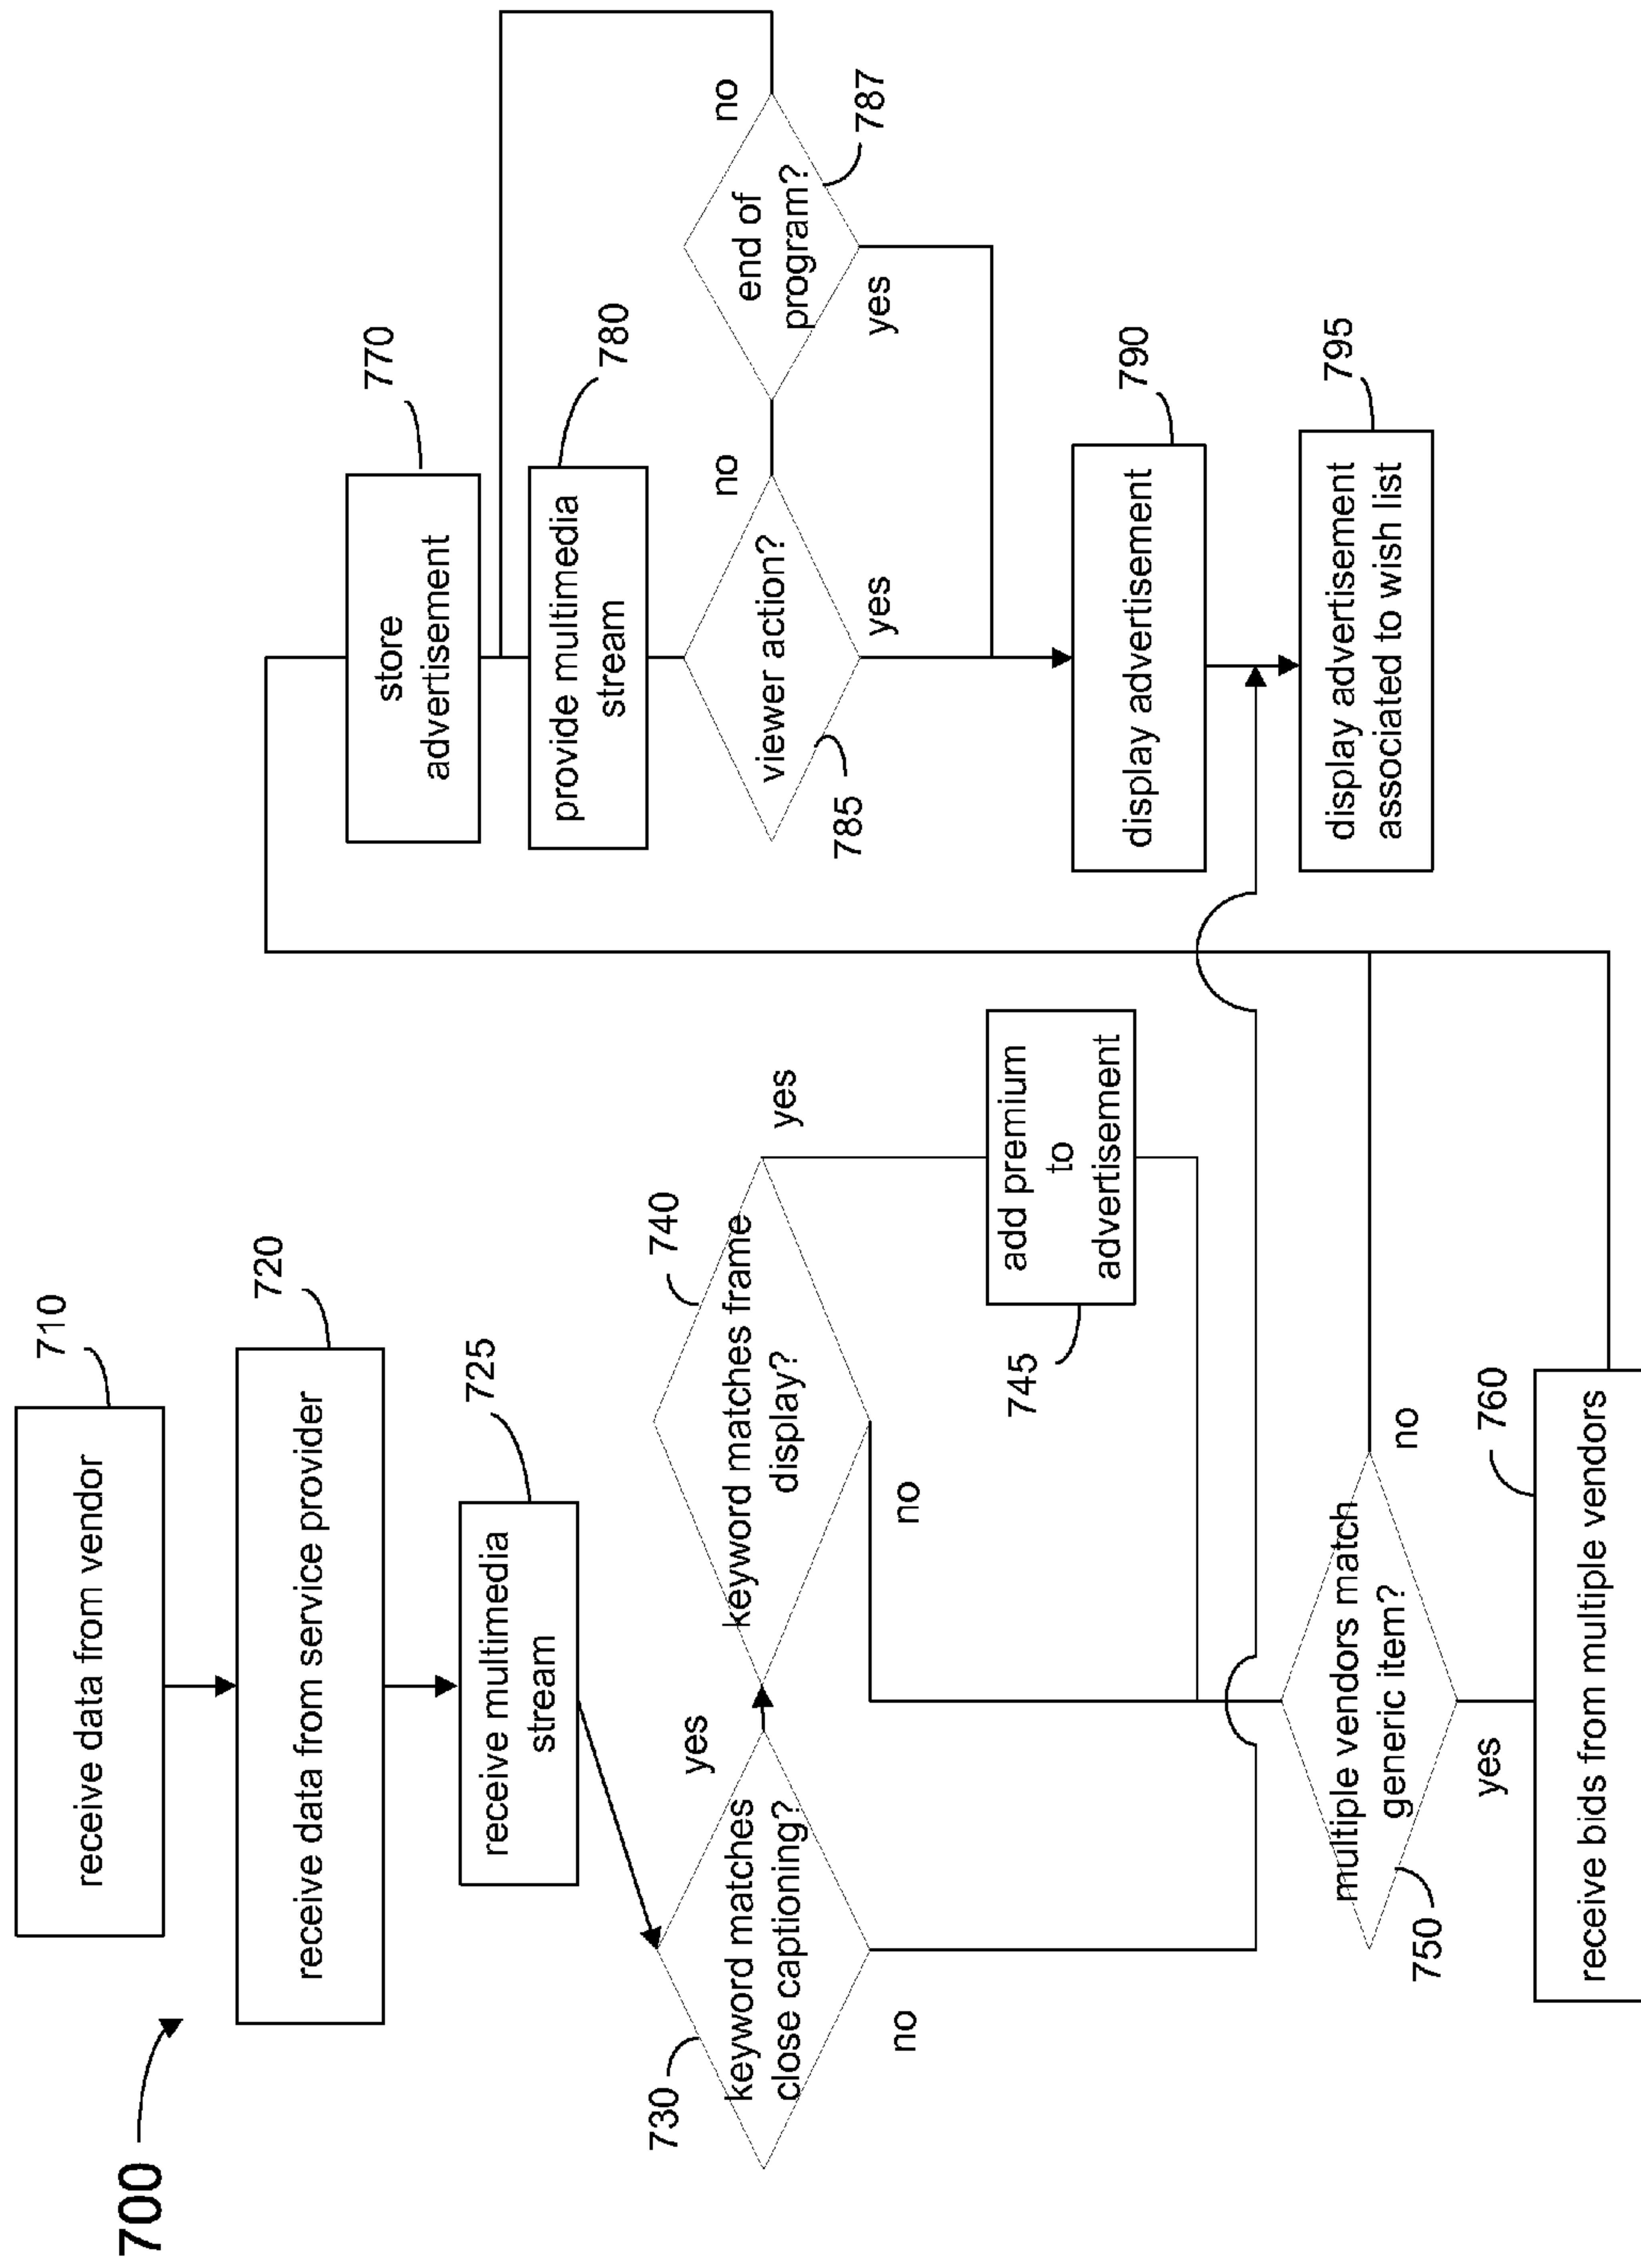 700
710
receive data from vendor
720
receive data from service provider
725
receive multimedia
stream
730
keyword matches
close captioning?
yes
no
740
keyword matches frame
display?
yes
no
745
add premium
to
advertisement
750
multiple vendors match
generic item?
no
yes
760
receive bids from multiple vendors
770
store
advertisement
780
provide multimedia
stream
785
viewer action?
no
yes
787
end of
program?
no
yes
790
display advertisement
795
display advertisement
associated to wish list